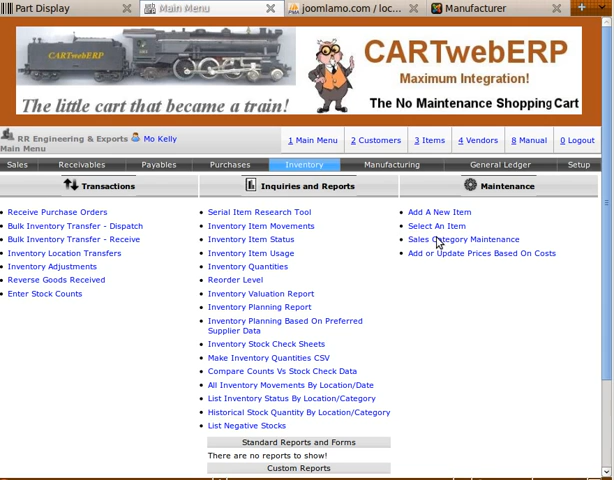 Part Display
Main Menu
joomlamo.com / loc...
Manufacturer
CARTwebERP
CARTwebERP
Maximum Integration!
The little cart that became a train!
The No Maintenance Shopping Cart
RR Engineering & Exports Mo Kelly
1 Main Menu 2 Customers 3 Items 4 Vendors 8 Manual 0 Logout
Main Menu
Sales Receivables Payables Purchases Inventory Manufacturing General Ledger Setup
Transactions
Receive Purchase Orders
Bulk Inventory Transfer - Dispatch
Bulk Inventory Transfer - Receive
Inventory Location Transfers
Inventory Adjustments
Reverse Goods Received
Enter Stock Counts
Inquiries and Reports
Serial Item Research Tool
Inventory Item Movements
Inventory Item Status
Inventory Item Usage
Inventory Quantities
Reorder Level
Inventory Valuation Report
Inventory Planning Report
Inventory Planning Based On Preferred
Supplier Data
Inventory Stock Check Sheets
Make Inventory Quantities CSV
Compare Counts Vs Stock Check Data
All Inventory Movements By Location/Date
List Inventory Status By Location/Category
Historical Stock Quantity By Location/Category
List Negative Stocks
Standard Reports and Forms
There are no reports to show!
Custom Reports
Maintenance
Add A New Item
Select An Item
Sales Category Maintenance
Add or Update Prices Based On Costs